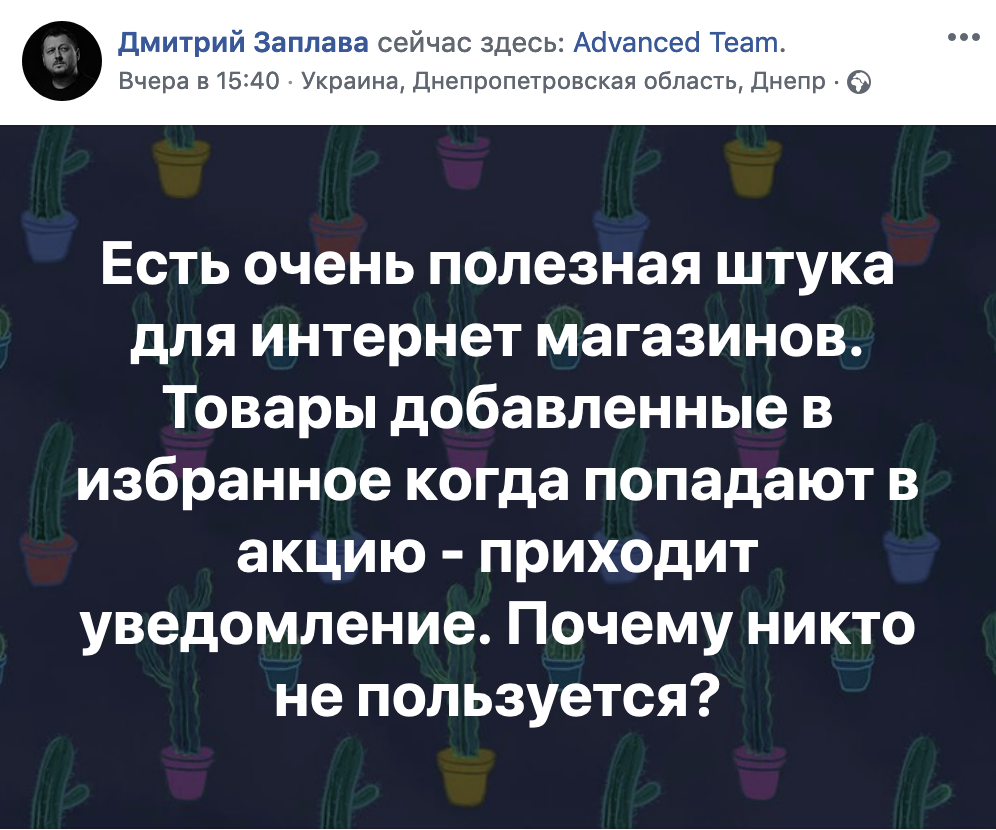 Дмитрий Заплава сейчас здесь: Advanced Team.
Вчера в 15:40 · Украина, Днепропетровская область, Днепр ·
Есть очень полезная штука
для интернет магазинов.
Товары добавленные в
избранное когда попадают в
акцию - приходит
уведомление. Почему никто
не пользуется?